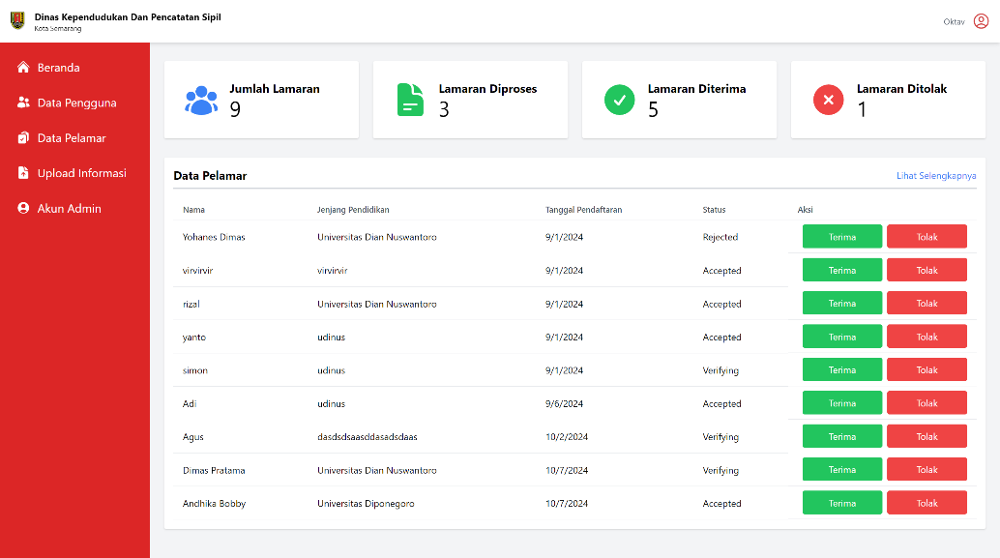 Dinas Kependudukan Dan Pencatatan Sipil
Kota Semarang
Oktav
Beranda
Data Pengguna
Data Pelamar
Upload Informasi
Akun Admin
Jumlah Lamaran
9
Lamaran Diproses
3
Lamaran Diterima
5
Lamaran Ditolak
1
Data Pelamar
Lihat Selengkapnya
Nama Jenjang Pendidikan Tanggal Pendaftaran Status Aksi
Yohanes Dimas Universitas Dian Nuswantoro 9/1/2024 Rejected Terima Tolak
virvirvir virvirvir 9/1/2024 Accepted Terima Tolak
rizal Universitas Dian Nuswantoro 9/1/2024 Accepted Terima Tolak
yanto udinus 9/1/2024 Accepted Terima Tolak
simon udinus 9/1/2024 Verifying Terima Tolak
Adi udinus 9/6/2024 Accepted Terima Tolak
Agus dasdsdsaasddasadsdaas 10/2/2024 Verifying Terima Tolak
Dimas Pratama Universitas Dian Nuswantoro 10/7/2024 Verifying Terima Tolak
Andhika Bobby Universitas Diponegoro 10/7/2024 Accepted Terima Tolak